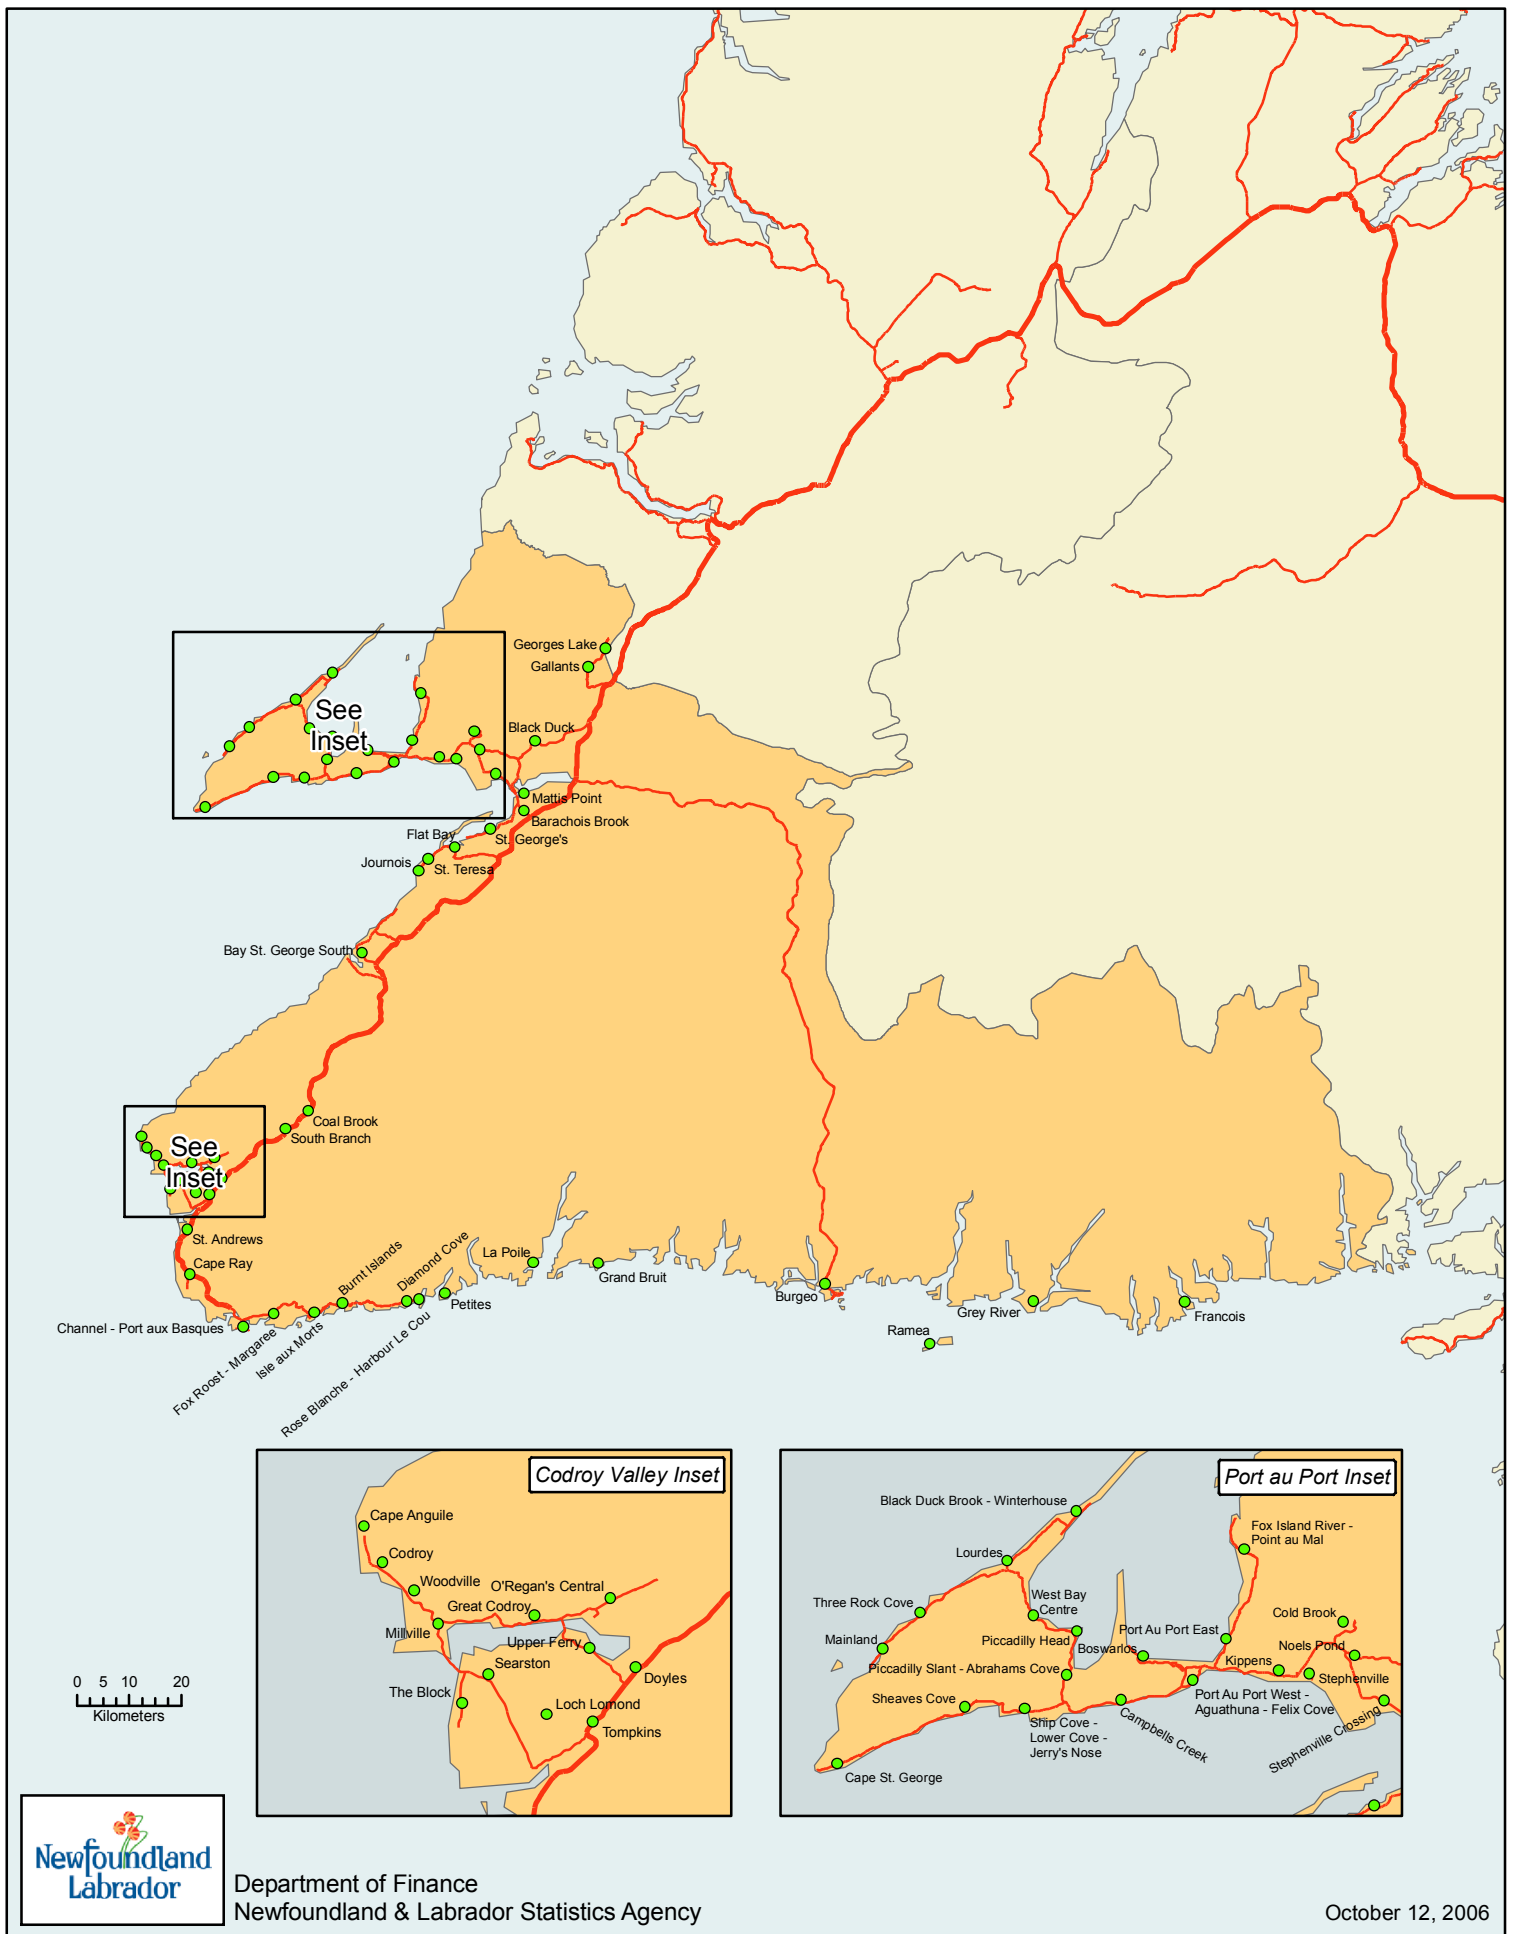 Georges Lake
Gallants
See
Inset
Black Duck
Mattis Point
Barachois Brook
Flat Bay
St. George's
Journois
St. Teresa
Bay St. George South
Coal Brook
South Branch
See
Inset
St. Andrews
Cape Ray
Channel - Port aux Basques
Fox Roost - Margaree
Isle aux Morts
Burnt Islands
Rose Blanche - Harbour Le Cou
Diamond Cove
Petites
La Poile
Grand Bruit
Burgeo
Ramea
Grey River
Francois
Codroy Valley Inset
Cape Anguile
Codroy
Woodville
O'Regan's Central
Great Codroy
Millville
Upper Ferry
Searston
Doyles
The Block
Loch Lomond
Tompkins
Port au Port Inset
Black Duck Brook - Winterhouse
Fox Island River -
Point au Mal
Lourdes
Three Rock Cove
West Bay
Centre
Cold Brook
Mainland
Piccadilly Head
Port Au Port East
Boswarlos
Noels Pond
Kippens
Piccadilly Slant - Abrahams Cove
Stephenville
Sheaves Cove
Port Au Port West -
Aguathuna - Felix Cove
Ship Cove -
Lower Cove -
Jerry's Nose
Campbells Creek
Stephenville Crossing
Cape St. George
0 5 10 20
Kilometers
Newfoundland
Labrador
Department of Finance
Newfoundland & Labrador Statistics Agency
October 12, 2006